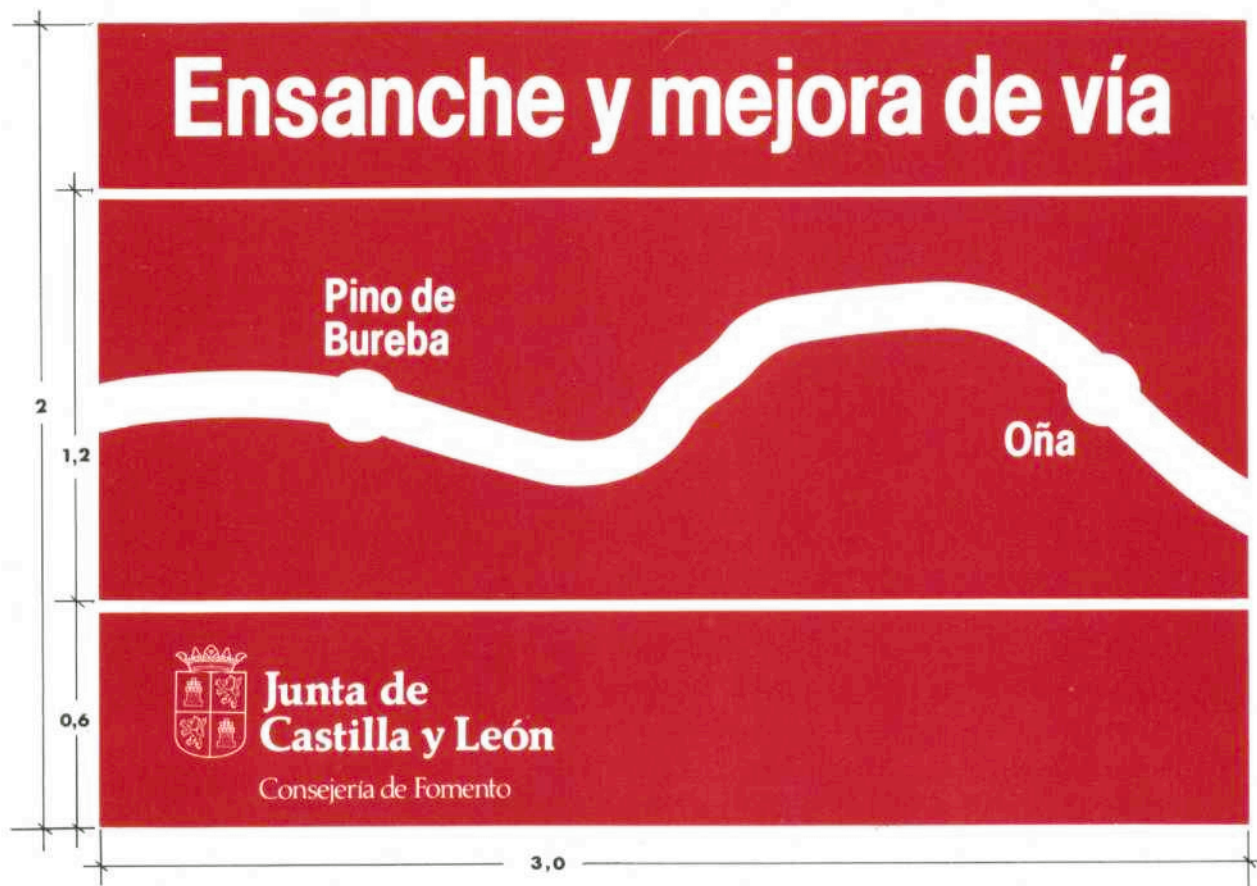 Ensanche y mejora de vía
Pino de
Bureba
2
1,2
Oña
0,6
Junta de
Castilla y León
Consejería de Fomento
3,0